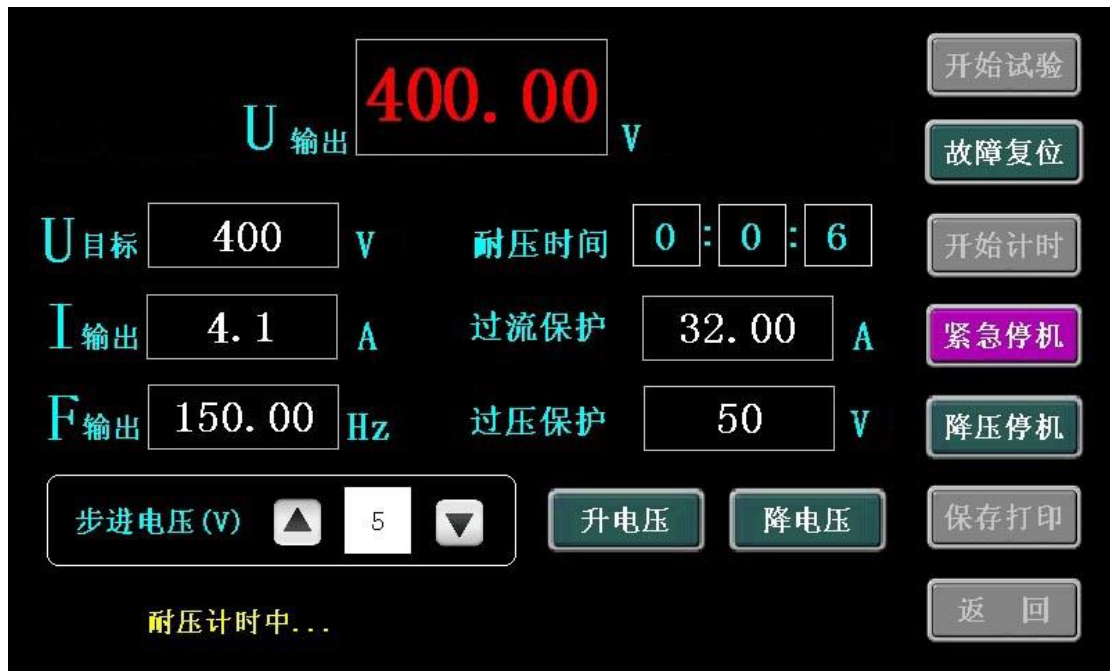 U输出 400.00 V
开始试验
故障复位
U目标 400 V 耐压时间 0 : 0 : 6
开始计时
I输出 4.1 A 过流保护 32.00 A
紧急停机
F输出 150.00 Hz 过压保护 50 V
降压停机
步进电压(V) 5 升电压 降电压
保存打印
返 回
耐压计时中...